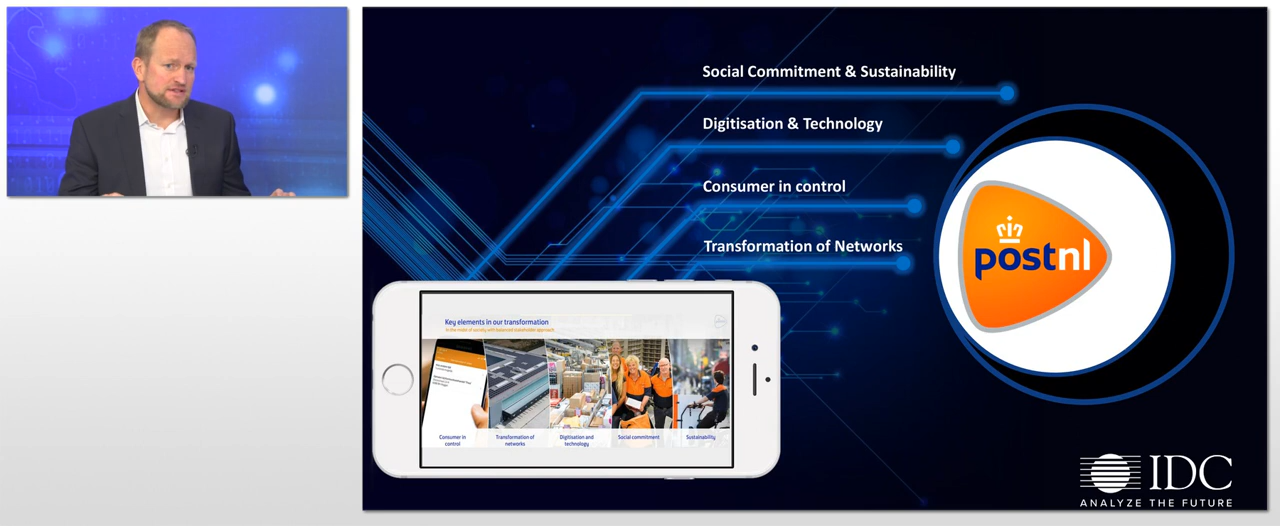 Social Commitment & Sustainability
Digitisation & Technology
Consumer in control
Transformation of Networks
postnl
Key elements in our transformation
Consumer in
control
Transformation of
networks
Digitisation and
technology
Social commitment
Sustainability
IDC
ANALYZE THE FUTURE